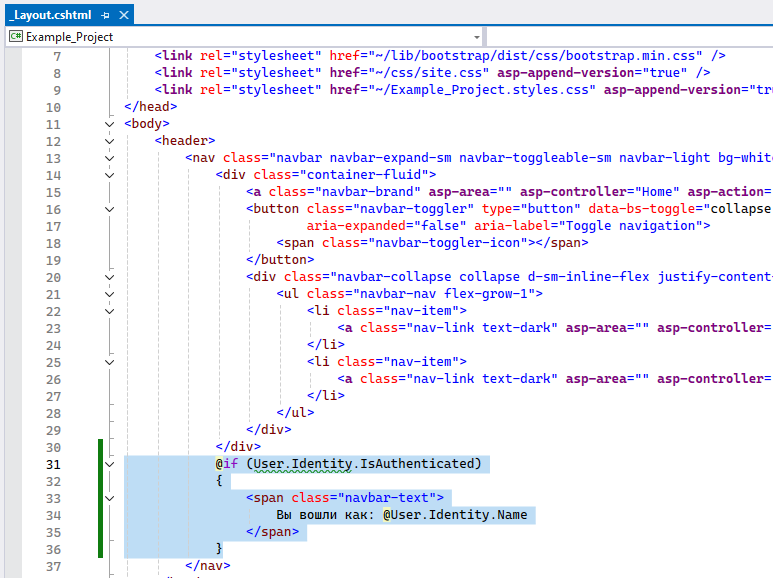 _Layout.cshtml
C# Example_Project
7 <link rel="stylesheet" href="~/lib/bootstrap/dist/css/bootstrap.min.css" />
8 <link rel="stylesheet" href="~/css/site.css" asp-append-version="true" />
9 <link rel="stylesheet" href="~/Example_Project.styles.css" asp-append-version="tru
10 </head>
11 <body>
12 <header>
13 <nav class="navbar navbar-expand-sm navbar-toggleable-sm navbar-light bg-white
14 <div class="container-fluid">
15 <a class="navbar-brand" asp-area="" asp-controller="Home" asp-action=
16 <button class="navbar-toggler" type="button" data-bs-toggle="collapse
17 aria-expanded="false" aria-label="Toggle navigation">
18 <span class="navbar-toggler-icon"></span>
19 </button>
20 <div class="navbar-collapse collapse d-sm-inline-flex justify-content-
21 <ul class="navbar-nav flex-grow-1">
22 <li class="nav-item">
23 <a class="nav-link text-dark" asp-area="" asp-controller=
24 </li>
25 <li class="nav-item">
26 <a class="nav-link text-dark" asp-area="" asp-controller=
27 </li>
28 </ul>
29 </div>
30 </div>
31 @if (User.Identity.IsAuthenticated)
32 {
33 <span class="navbar-text">
34 Вы вошли как: @User.Identity.Name
35 </span>
36 }
37 </nav>